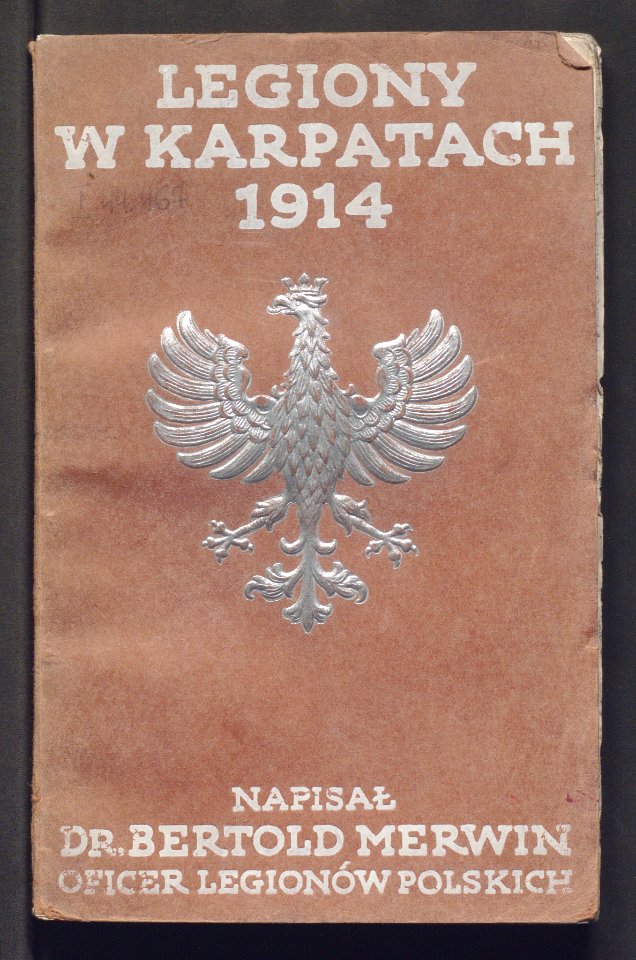 LEGIONY
W KARPATACH
1914
NAPISAŁ
DR. BERTOLD MERWIN
OFICER LEGIONÓW POLSKICH